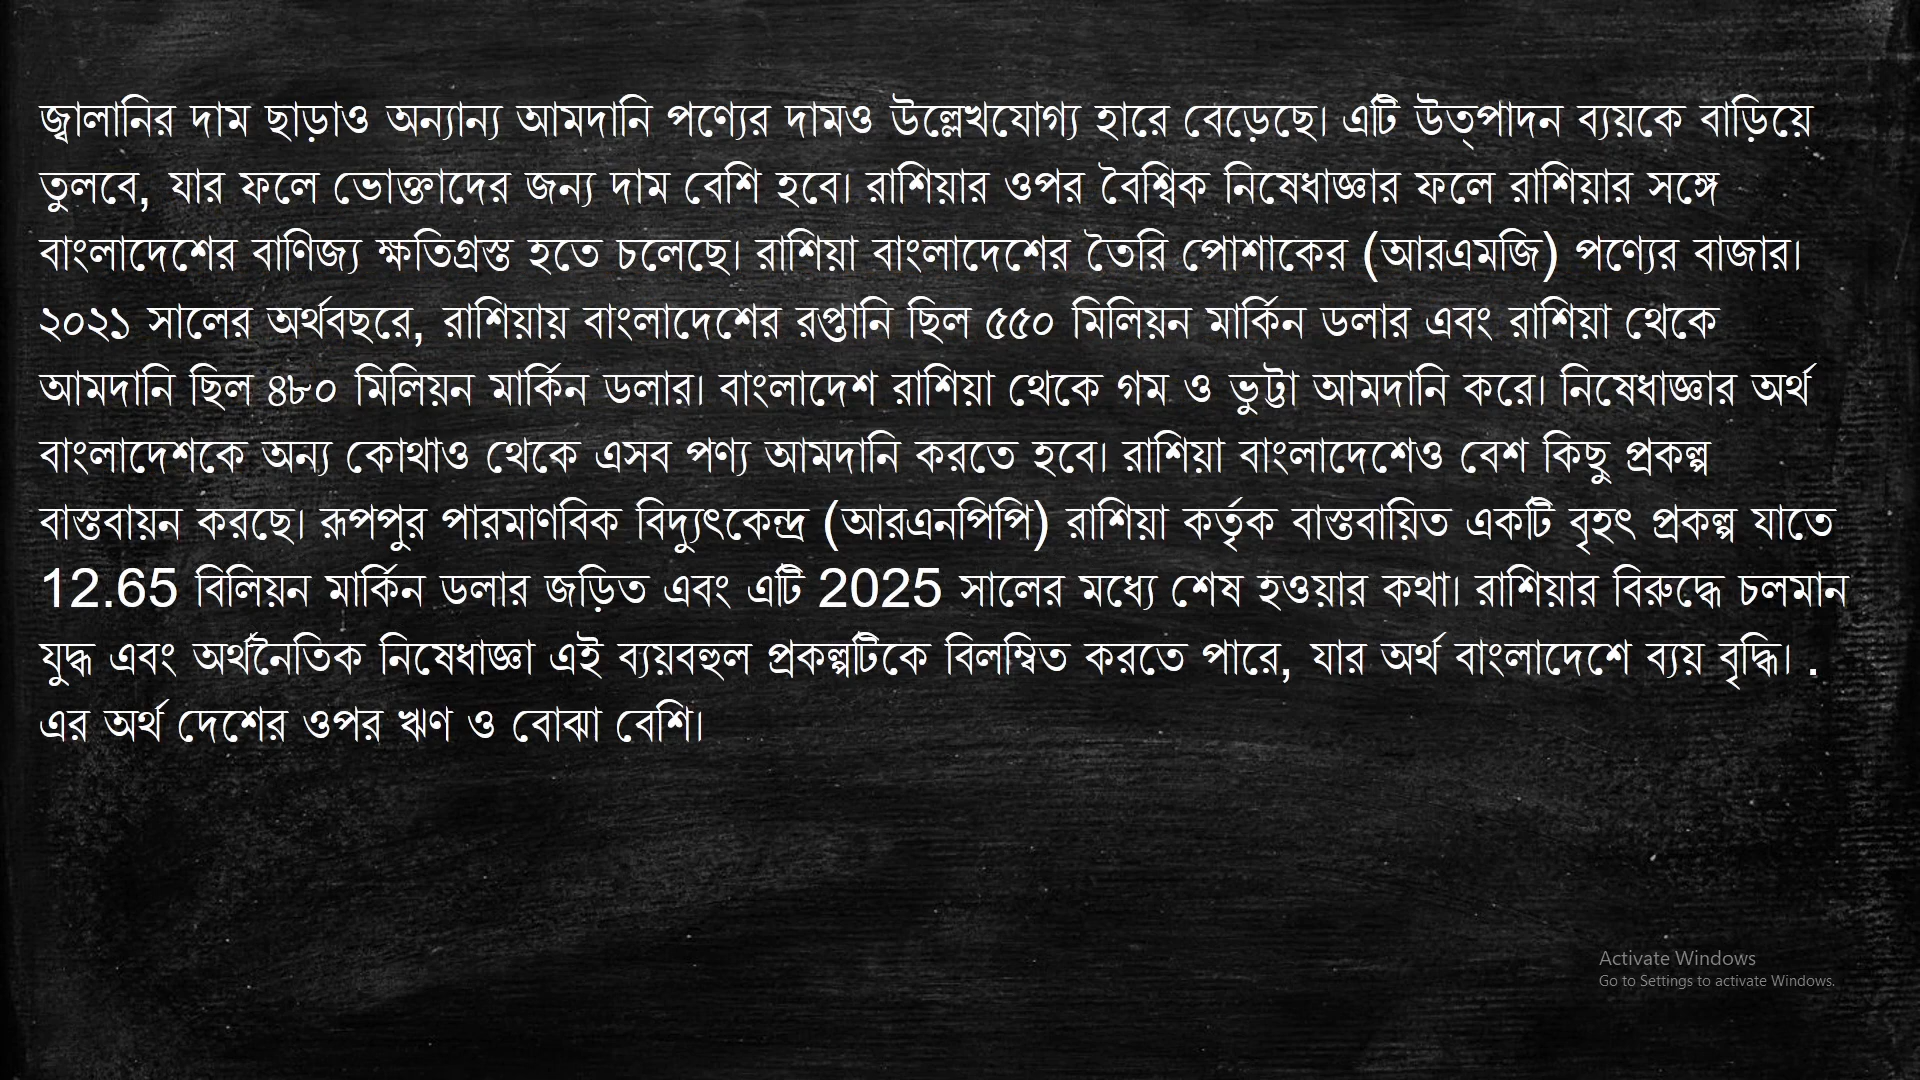 জ্বালানির দাম ছাড়াও অন্যান্য আমদানি পণ্যের দামও উল্লেখযোগ্য হারে বেড়েছে। এটি উত্পাদন ব্যয়কে বাড়িয়ে
তুলবে, যার ফলে ভোক্তাদের জন্য দাম বেশি হবে। রাশিয়ার ওপর বৈশ্বিক নিষেধাজ্ঞার ফলে রাশিয়ার সঙ্গে
বাংলাদেশের বাণিজ্য ক্ষতিগ্রস্ত হতে চলেছে। রাশিয়া বাংলাদেশের তৈরি পোশাকের (আরএমজি) পণ্যের বাজার।
২০২১ সালের অর্থবছরে, রাশিয়ায় বাংলাদেশের রপ্তানি ছিল ৫৫০ মিলিয়ন মার্কিন ডলার এবং রাশিয়া থেকে
আমদানি ছিল ৪৮০ মিলিয়ন মার্কিন ডলার। বাংলাদেশ রাশিয়া থেকে গম ও ভুট্টা আমদানি করে। নিষেধাজ্ঞার অর্থ
বাংলাদেশকে অন্য কোথাও থেকে এসব পণ্য আমদানি করতে হবে। রাশিয়া বাংলাদেশেও বেশ কিছু প্রকল্প
বাস্তবায়ন করছে। রূপপুর পারমাণবিক বিদ্যুৎকেন্দ্র (আরএনপিপি) রাশিয়া কর্তৃক বাস্তবায়িত একটি বৃহৎ প্রকল্প যাতে
12.65 বিলিয়ন মার্কিন ডলার জড়িত এবং এটি 2025 সালের মধ্যে শেষ হওয়ার কথা। রাশিয়ার বিরুদ্ধে চলমান
যুদ্ধ এবং অর্থনৈতিক নিষেধাজ্ঞা এই ব্যয়বহুল প্রকল্পটিকে বিলম্বিত করতে পারে, যার অর্থ বাংলাদেশে ব্যয় বৃদ্ধি। .
এর অর্থ দেশের ওপর ঋণ ও বোঝা বেশি।
Activate Windows
Go to Settings to activate Windows.